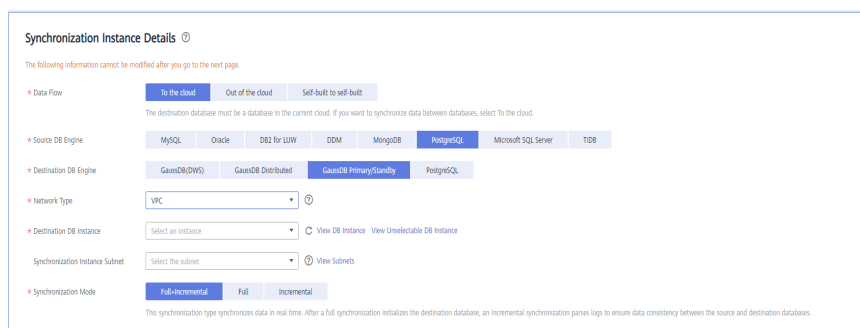 Synchronization Instance Details ?
The following information cannot be modified after you go to the next page.
* Data Flow To the cloud Out of the cloud Self-built to self-built
The destination database must be a database in the current cloud. If you want to synchronize data between databases, select To the cloud.
* Source DB Engine MySQL Oracle DB2 for LUW DDM MongoDB PostgreSQL Microsoft SQL Server TiDB
* Destination DB Engine GaussDB(DWS) GaussDB Distributed GaussDB Primary/Standby PostgreSQL
* Network Type VPC ?
* Destination DB Instance Select an instance View DB Instance View Unselectable DB Instance
Synchronization Instance Subnet Select the subnet ? View Subnets
* Synchronization Mode Full+Incremental Full Incremental
This synchronization type synchronizes data in real time. After a full synchronization initializes the destination database, an incremental synchronization parses logs to ensure data consistency between the source and destination databases.